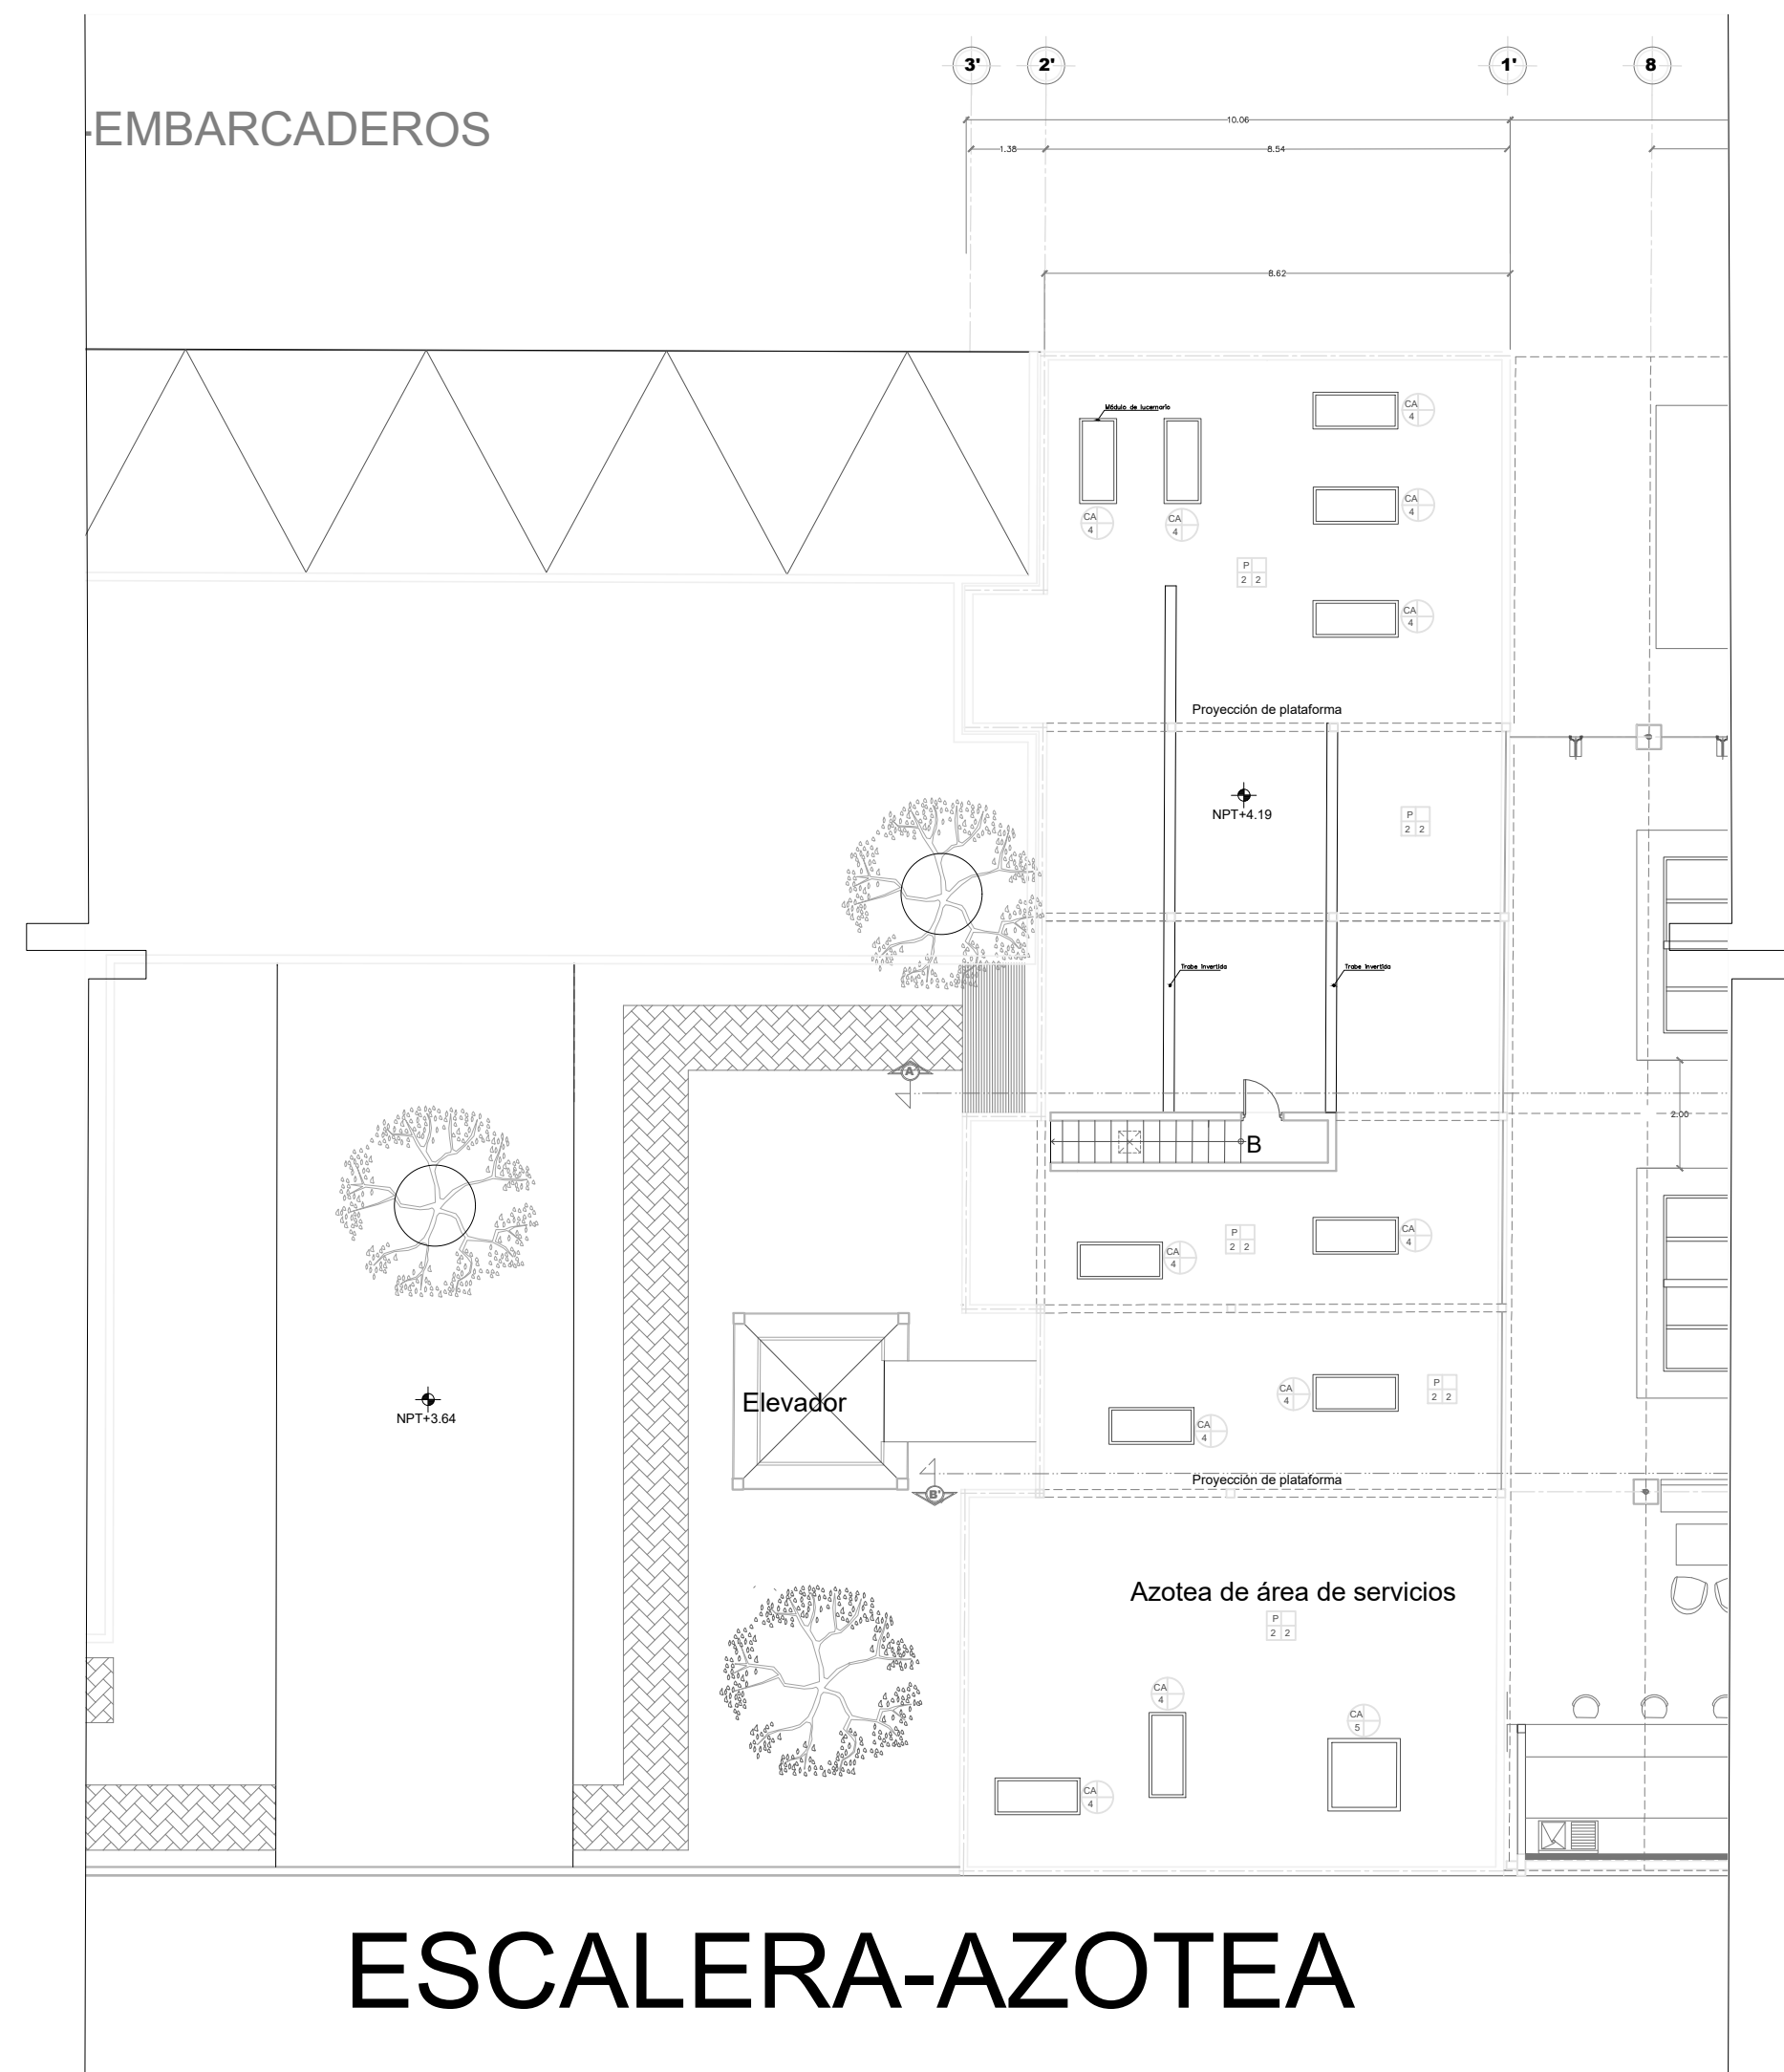 3' 2' 1' 8
-EMBARCADEROS
10.06
1.38 8.54
8.62
CA 4
Módulo de lucernario
CA 4
CA 4
CA 4
P
2 2
CA 4
Proyección de plataforma
NPT+4.19
P
2 2
Trabe invertida
Trabe invertida
A'
2.00
B
CA 4
P
2 2
CA 4
Elevador
CA 4
P
2 2
NPT+3.64
CA 4
Proyección de plataforma
B'
Azotea de área de servicios
P
2 2
CA 4
CA 5
CA 4
ESCALERA-AZOTEA